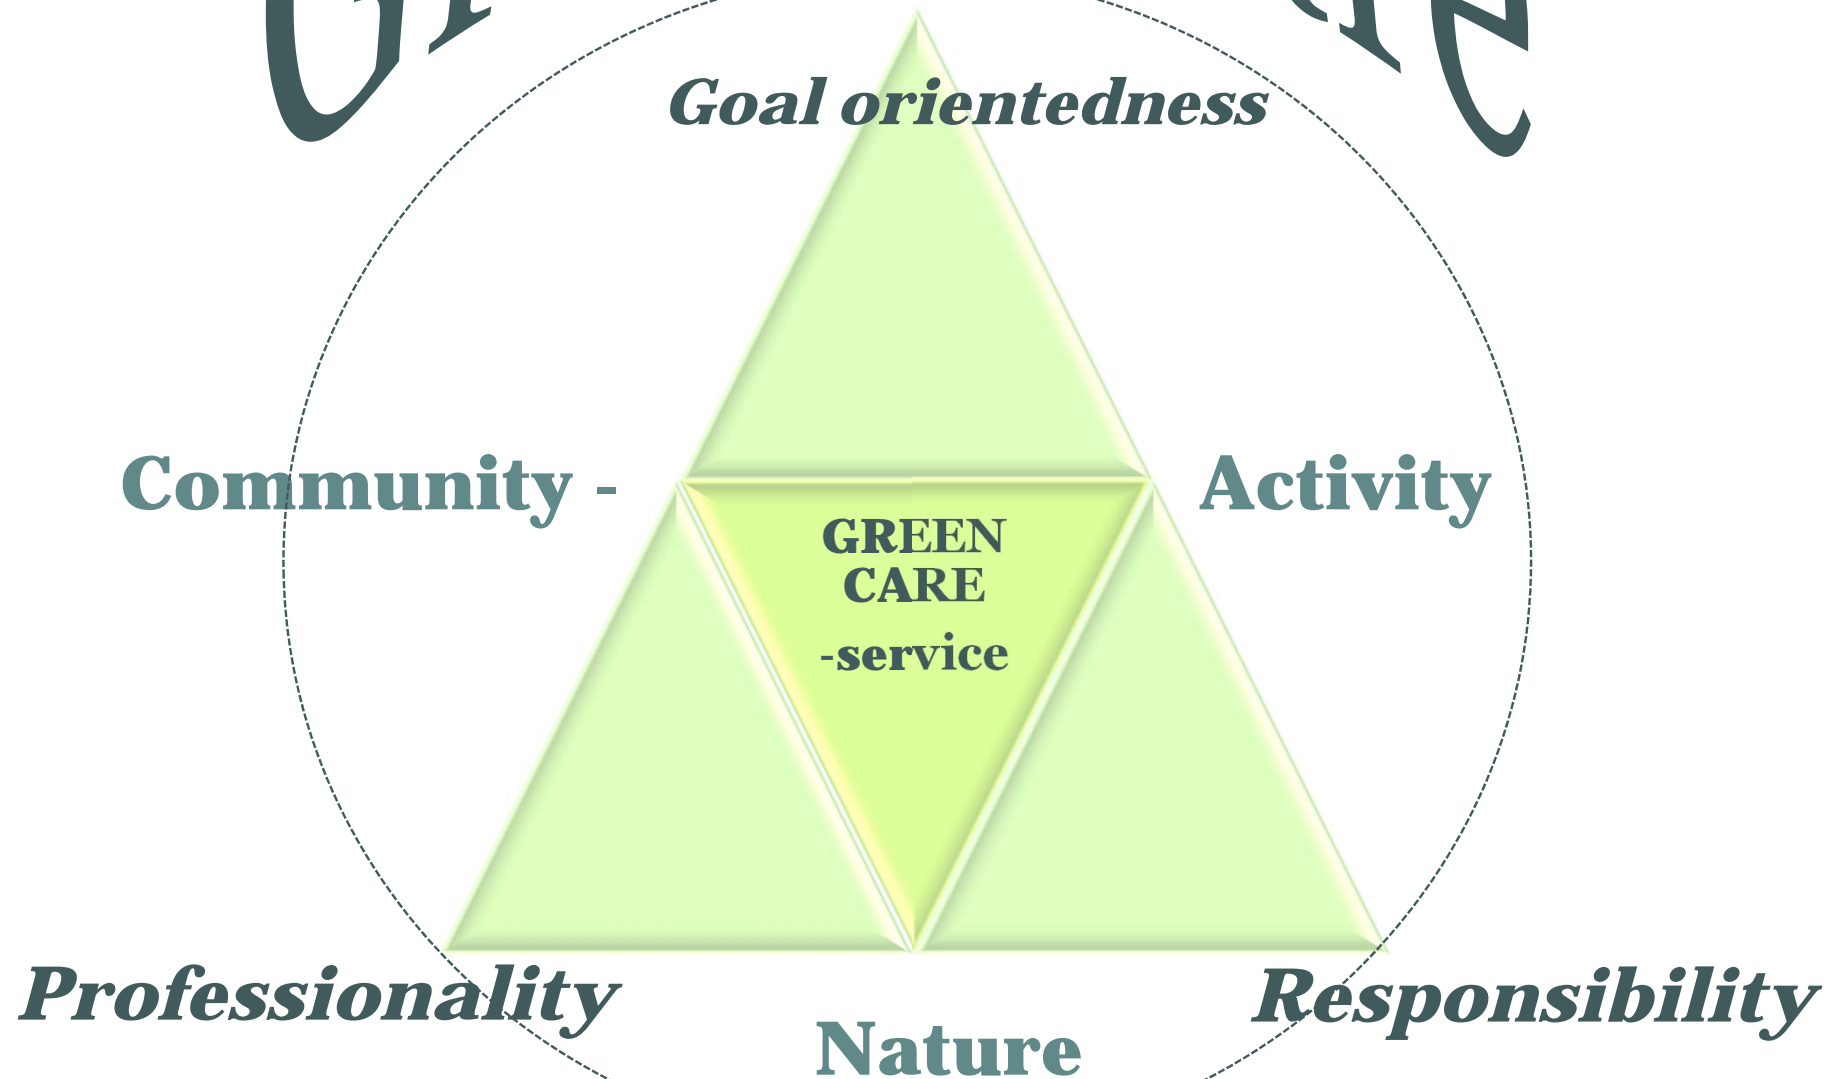 Goal orientedness
Community -
Activity
GREEN
CARE
-service
Professionality
Responsibility
Nature